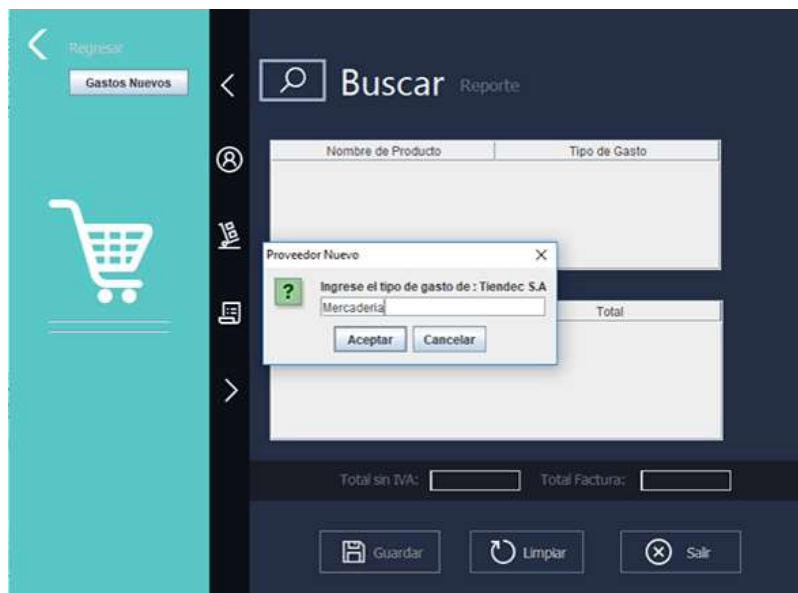 Regresar
Gastos Nuevos
Buscar Reporte
Nombre de Producto Tipo de Gasto
Proveedor Nuevo
Ingrese el tipo de gasto de : Tiendec S.A
Mercaderia
Aceptar Cancelar
Total
Total sin IVA: Total Factura:
Guardar Limpiar Salir